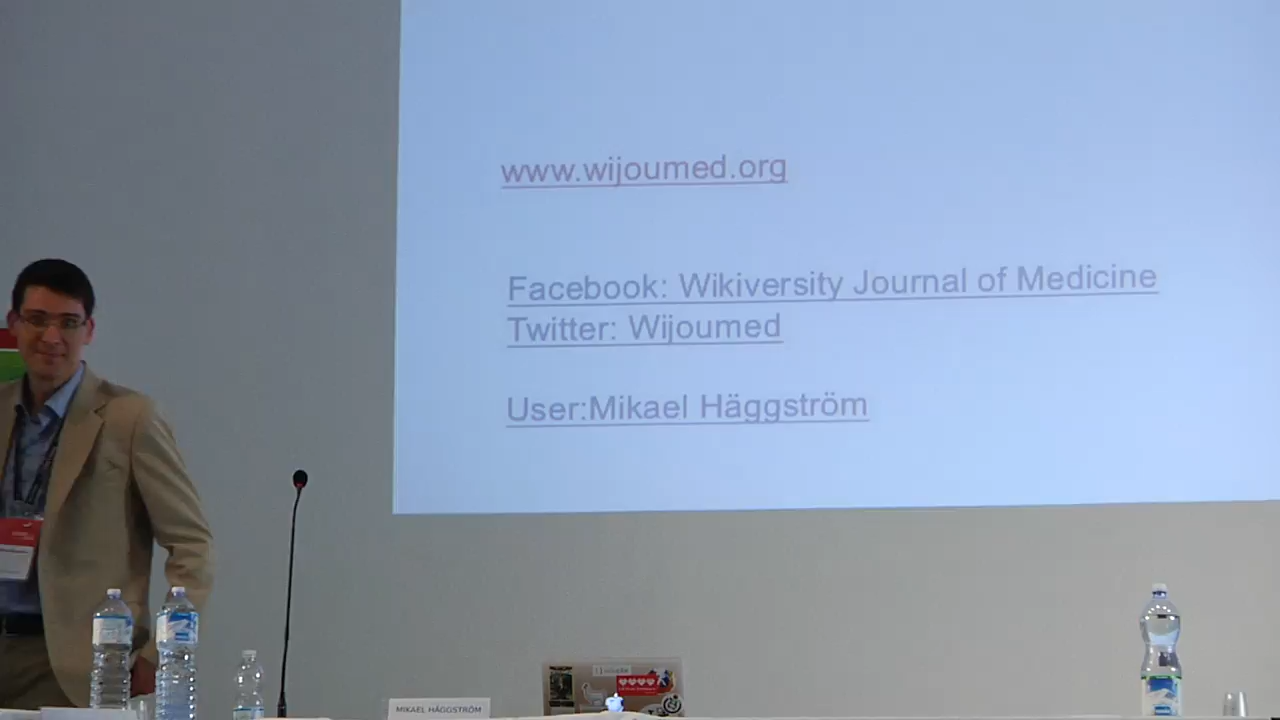 www.wijoumed.org
Facebook: Wikiversity Journal of Medicine
Twitter: Wijoumed
User:Mikael Häggström
MIKAEL HÄGGSTRÖM